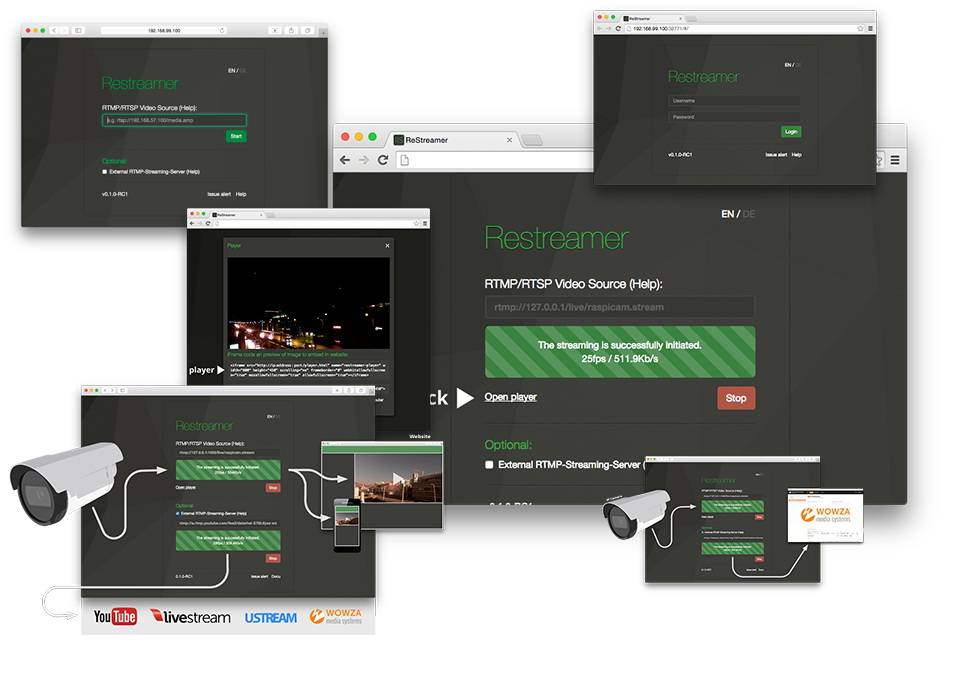 192.168.99.100
EN / DE
Restreamer
RTMP/RTSP Video Source (Help):
e.g. rtsp://192.168.57.100/media.amp
Start
Optional:
External RTMP-Streaming-Server (Help)
v0.1.0-RC1
Issue alert Help
ReStreamer
192.168.99.100:32771/#/
EN / DE
Restreamer
Username
Password
Login
v0.1.0-RC1
Issue alert Help
ReStreamer
EN / DE
Restreamer
RTMP/RTSP Video Source (Help):
rtmp://127.0.0.1/live/raspicam.stream
The streaming is successfully initiated.
25fps / 511.9Kb/s
ck
Open player
Stop
Optional:
External RTMP-Streaming-Server (
ReStreamer
Player
iFrame code an preview of image to embed in website:
player
Website
EN / DE
Restreamer
RTMP/RTSP Video Source (Help):
The streaming is successfully initiated.
Open player
Stop
Optional
External RTMP-Streaming-Server (Help)
The streaming is successfully initiated.
Stop
0.1.0-RC1
Issue alert Docu
YouTube
livestream
USTREAM
WOWZA
media systems
Restreamer
WOWZA
media systems